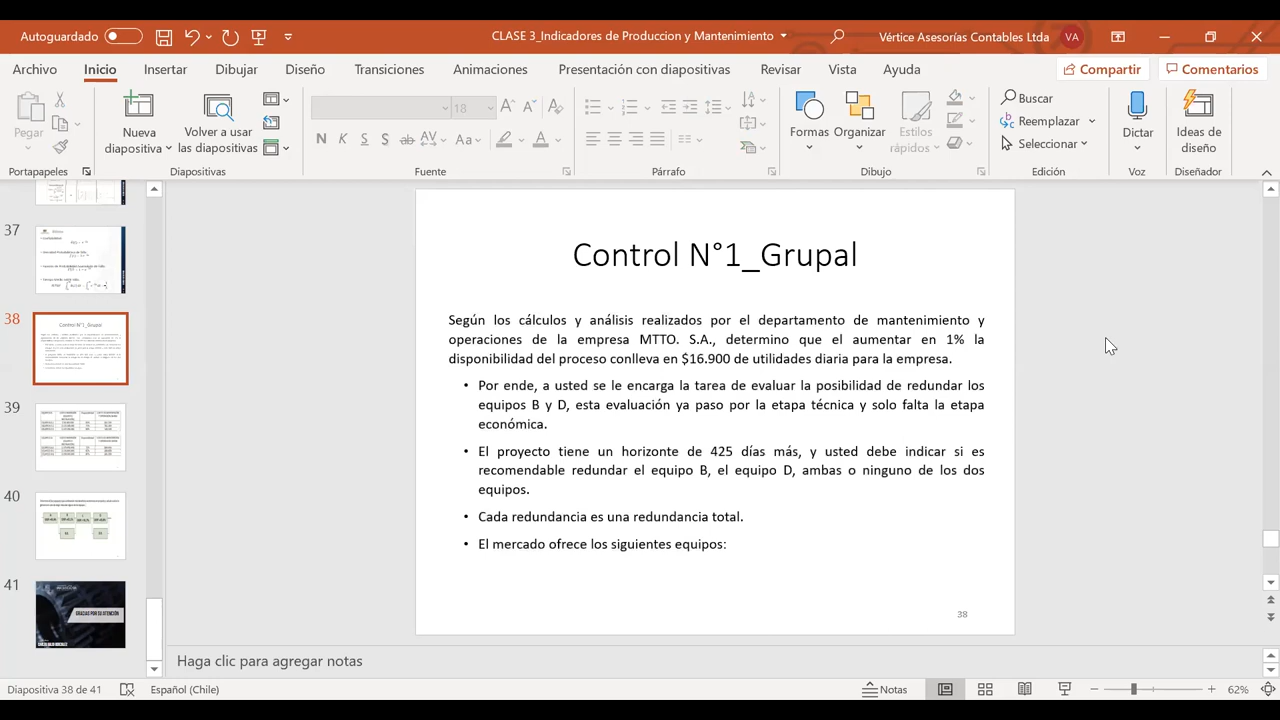 Autoguardado
CLASE 3_Indicadores de Produccion y Mantenimiento
Vértice Asesorías Contables Ltda VA
Archivo Inicio Insertar Dibujar Diseño Transiciones Animaciones Presentación con diapositivas Revisar Vista Ayuda Compartir Comentarios
Pegar
Nueva diapositiva
Volver a usar las diapositivas
18
N K S S ab AV Aa A
Formas
Organizar
Estilos rápidos
Buscar
Reemplazar
Seleccionar
Dictar
Ideas de diseño
Portapapeles Diapositivas Fuente Párrafo Dibujo Edición Voz Diseñador
37
38
39
40
41
GRACIAS POR SU ATENCIÓN
Control N°1_Grupal
Según los cálculos y análisis realizados por el departamento de mantenimiento y
operaciones de la empresa MTTO. S.A., determinaron el aumentar en 1% la
disponibilidad del proceso conlleva en $16.900 de utilidades diaria para la empresa.
• Por ende, a usted se le encarga la tarea de evaluar la posibilidad de redundar los
equipos B y D, esta evaluación ya paso por la etapa técnica y solo falta la etapa
económica.
• El proyecto tiene un horizonte de 425 días más, y usted debe indicar si es
recomendable redundar el equipo B, el equipo D, ambas o ninguno de los dos
equipos.
• Cada redundancia es una redundancia total.
• El mercado ofrece los siguientes equipos:
38
Haga clic para agregar notas
Diapositiva 38 de 41 Español (Chile) Notas 62%